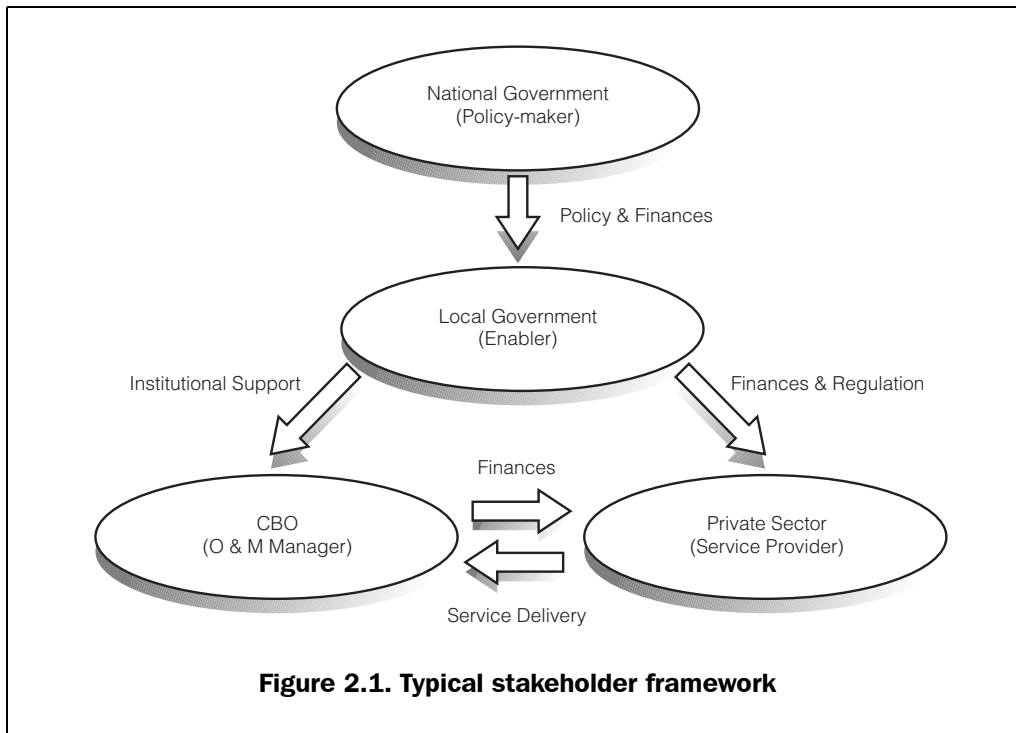 National Government
(Policy-maker)
Policy & Finances
Local Government
(Enabler)
Institutional Support
Finances & Regulation
Finances
CBO
(O & M Manager)
Private Sector
(Service Provider)
Service Delivery
Figure 2.1. Typical stakeholder framework